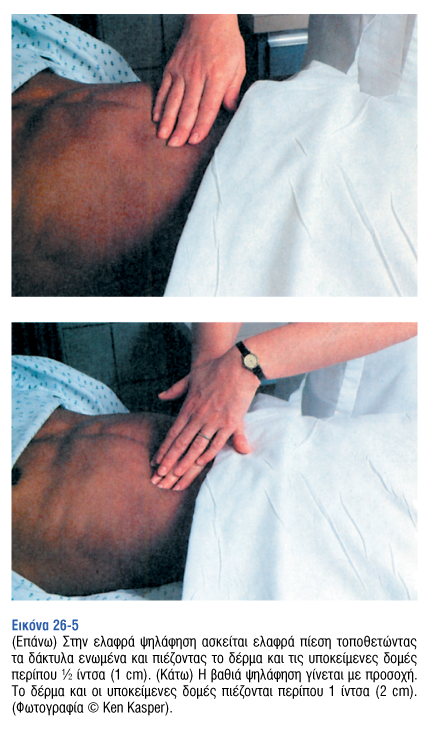 Εικόνα 26-5
(Επάνω) Στην ελαφρά ψηλάφηση ασκείται ελαφρά πίεση τοποθετώντας
τα δάκτυλα ενωμένα και πιέζοντας το δέρμα και τις υποκείμενες δομές
περίπου ½ ίντσα (1 cm). (Κάτω) Η βαθιά ψηλάφηση γίνεται με προσοχή.
Το δέρμα και οι υποκείμενες δομές πιέζονται περίπου 1 ίντσα (2 cm).
(Φωτογραφία © Ken Kasper).